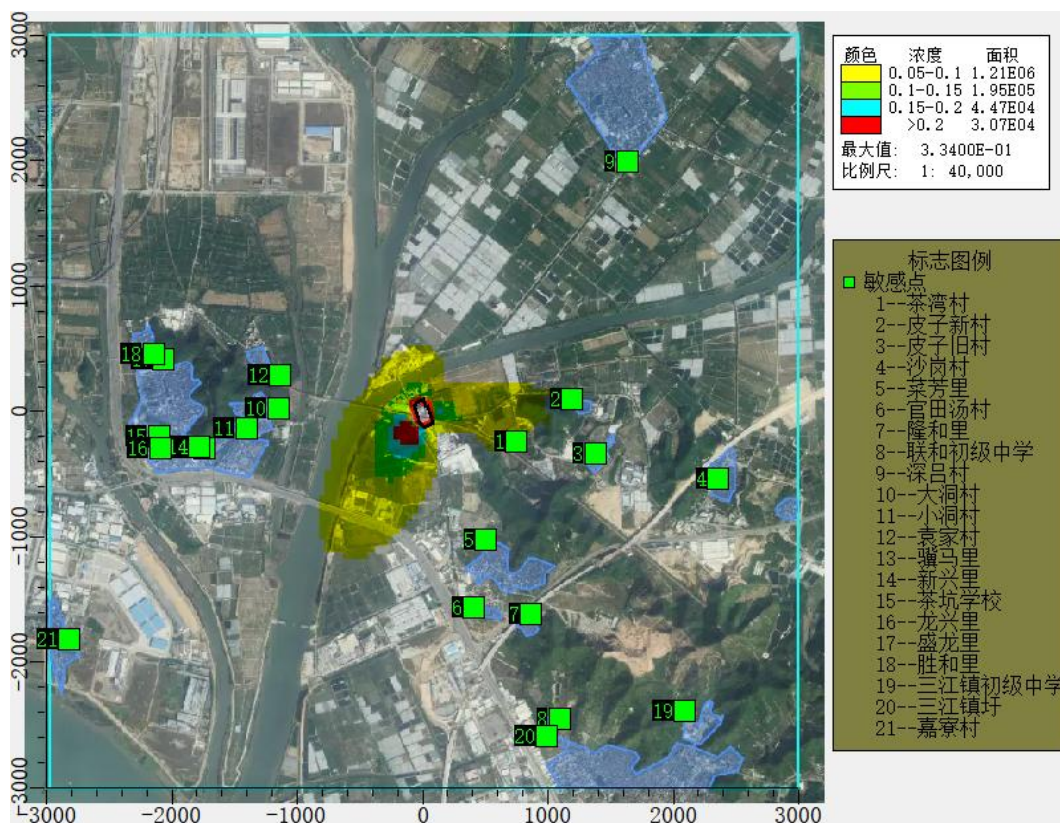 颜色 浓度 面积
0.05-0.1 1.21E06
0.1-0.15 1.95E05
0.15-0.2 4.47E04
>0.2 3.07E04
最大值: 3.3400E-01
比例尺: 1: 40,000
标志图例
敏感点
1--茶湾村
2--皮子新村
3--皮子旧村
4--沙岗村
5--菜芳里
6--官田汤村
7--隆和里
8--联和初级中学
9--深吕村
10--大洞村
11--小洞村
12--袁家村
13--骥马里
14--新兴里
15--茶坑学校
16--龙兴里
17--盛龙里
18--胜和里
19--三江镇初级中学
20--三江镇圩
21--嘉寮村
3000
2000
1000
0
-1000
-2000
-3000
9
18
12
10
11
15
16
14
2
1
3
4
5
6
7
21
8
19
20
-3000 -2000 -1000 0 1000 2000 3000